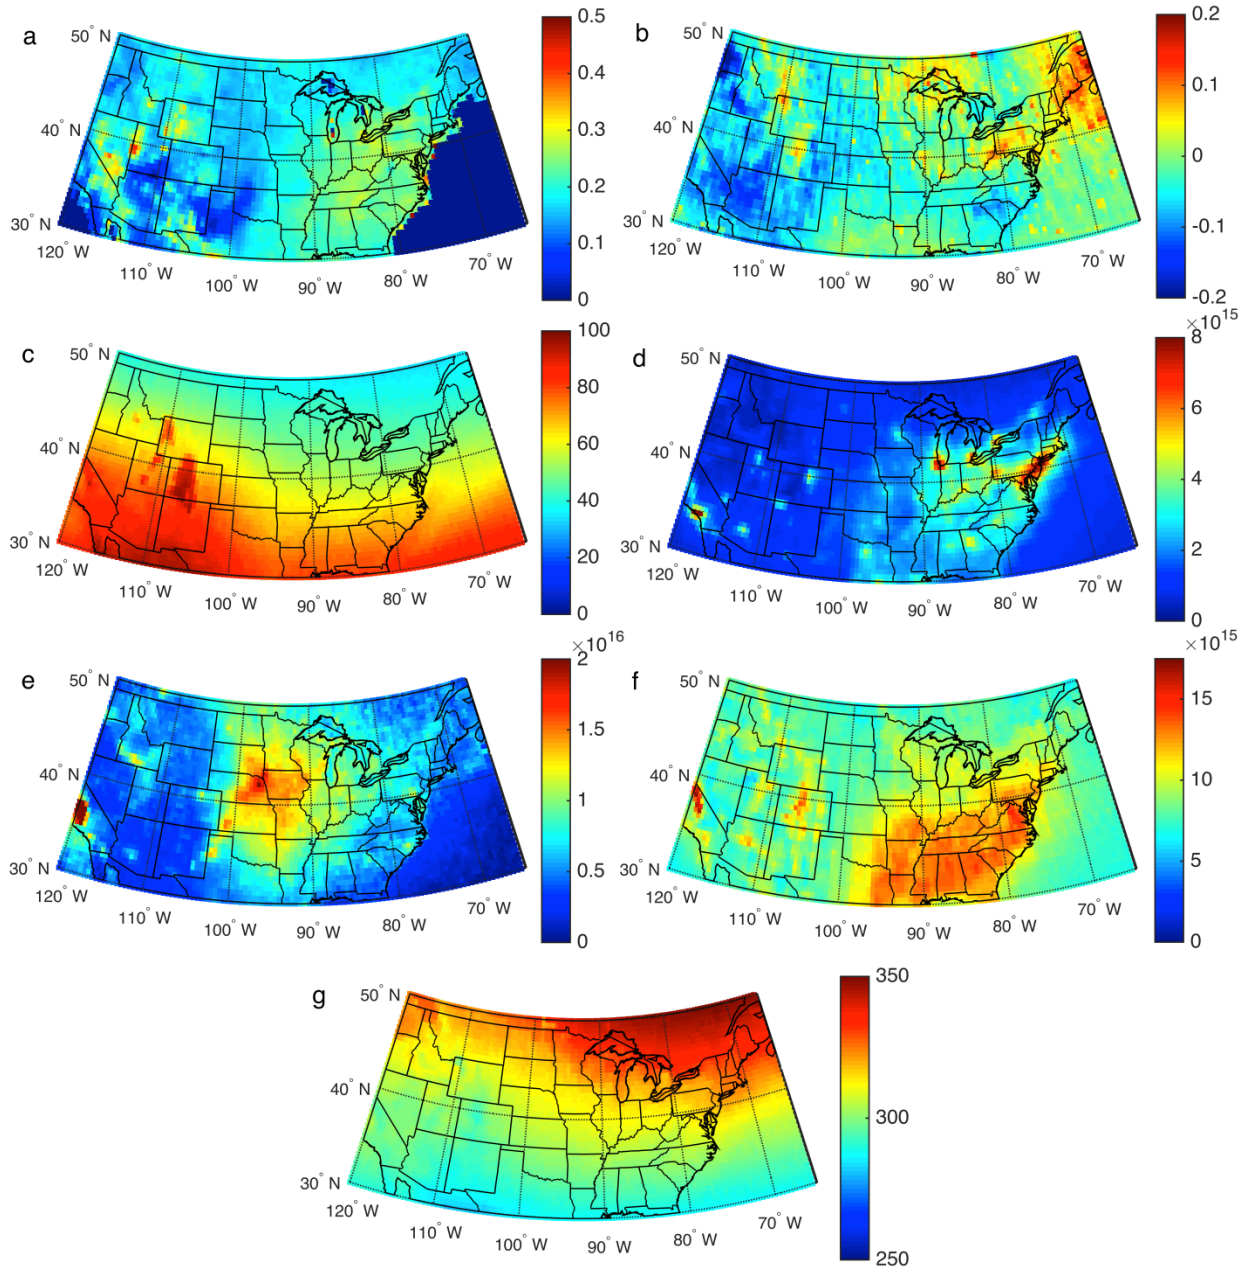 a
50° N
40° N
30° N
120° W
110° W
100° W
90° W
80° W
70° W
0.5
0.4
0.3
0.2
0.1
0
b
50° N
40° N
30° N
120° W
110° W
100° W
90° W
80° W
70° W
0.2
0.1
0
-0.1
-0.2
c
50° N
40° N
30° N
120° W
110° W
100° W
90° W
80° W
70° W
100
80
60
40
20
0
d
50° N
40° N
30° N
120° W
110° W
100° W
90° W
80° W
70° W
×10^15
8
6
4
2
0
e
50° N
40° N
30° N
120° W
110° W
100° W
90° W
80° W
70° W
×10^16
2
1.5
1
0.5
0
f
50° N
40° N
30° N
120° W
110° W
100° W
90° W
80° W
70° W
×10^15
15
10
5
0
g
50° N
40° N
30° N
120° W
110° W
100° W
90° W
80° W
70° W
350
300
250